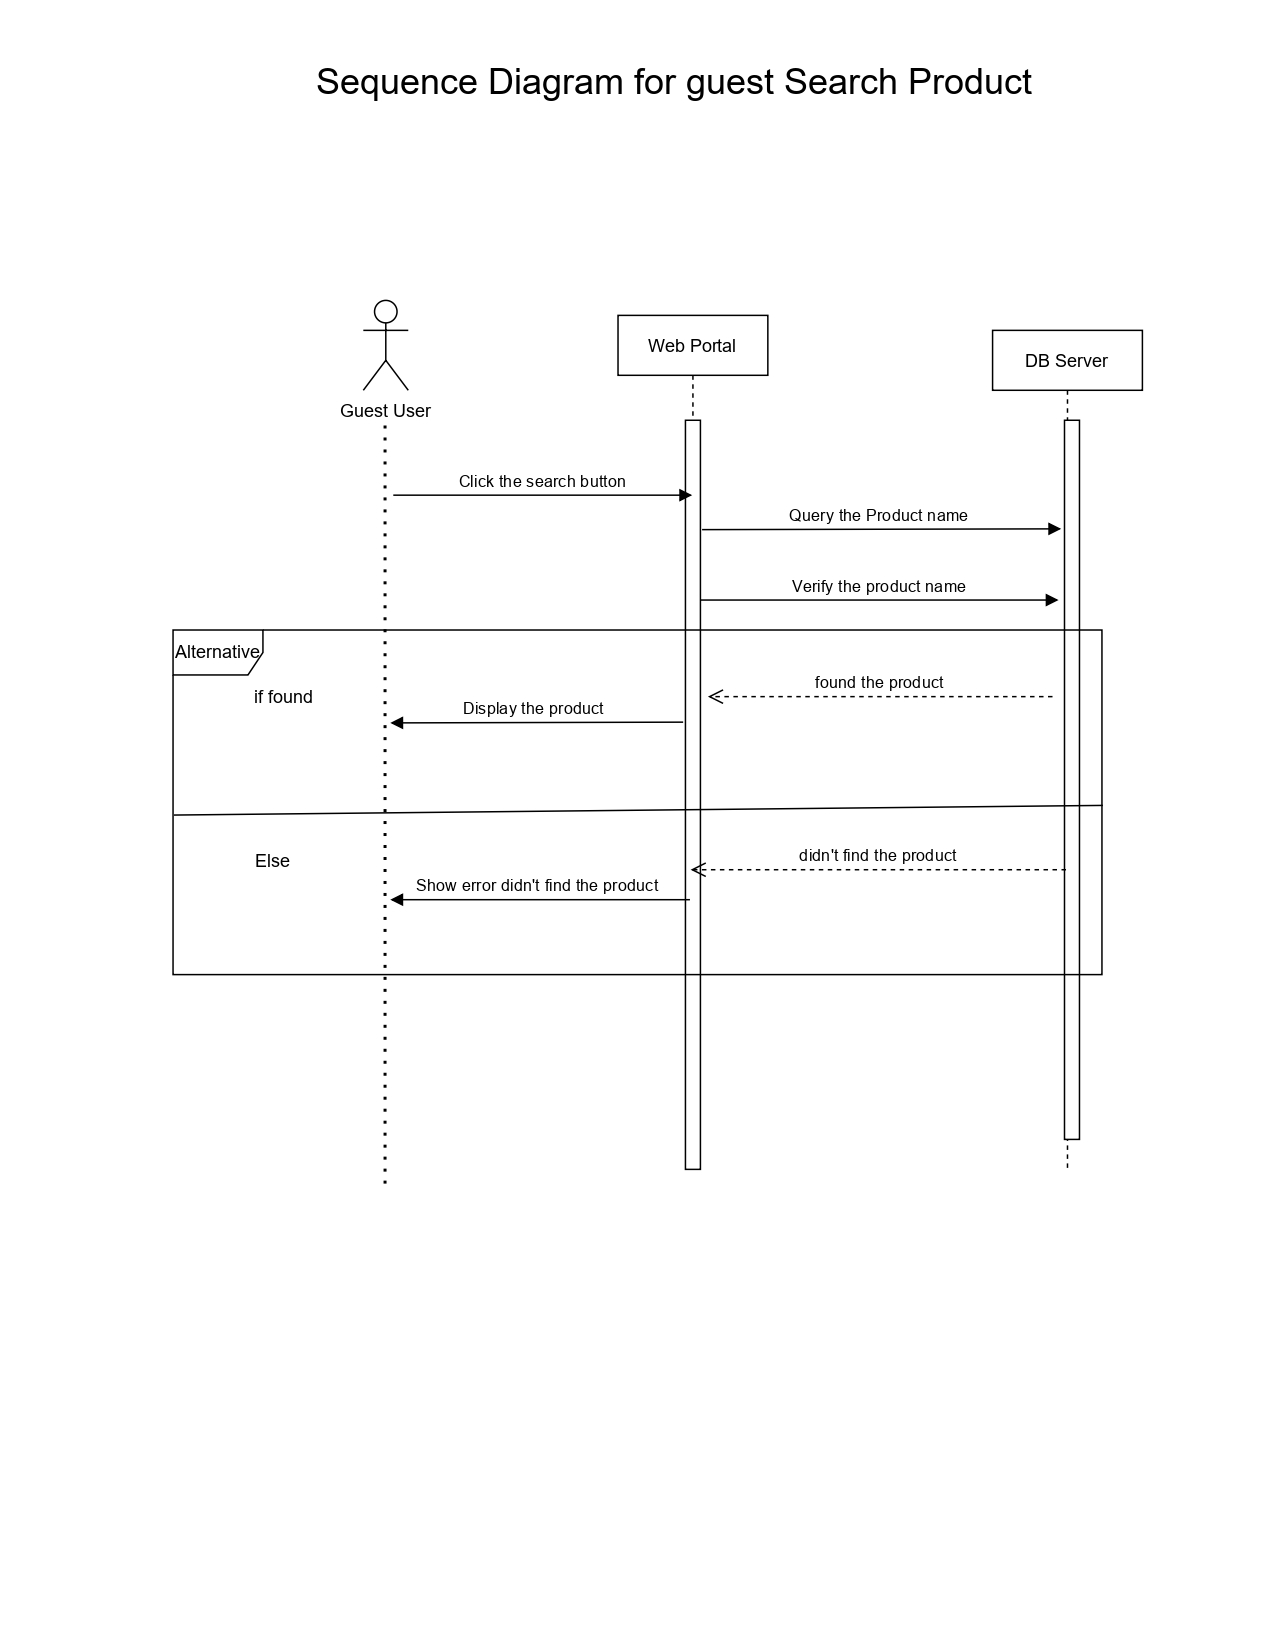 Sequence Diagram for guest Search Product
Guest User
Web Portal
DB Server
Click the search button
Query the Product name
Verify the product name
Alternative
if found
found the product
Display the product
Else
didn't find the product
Show error didn't find the product